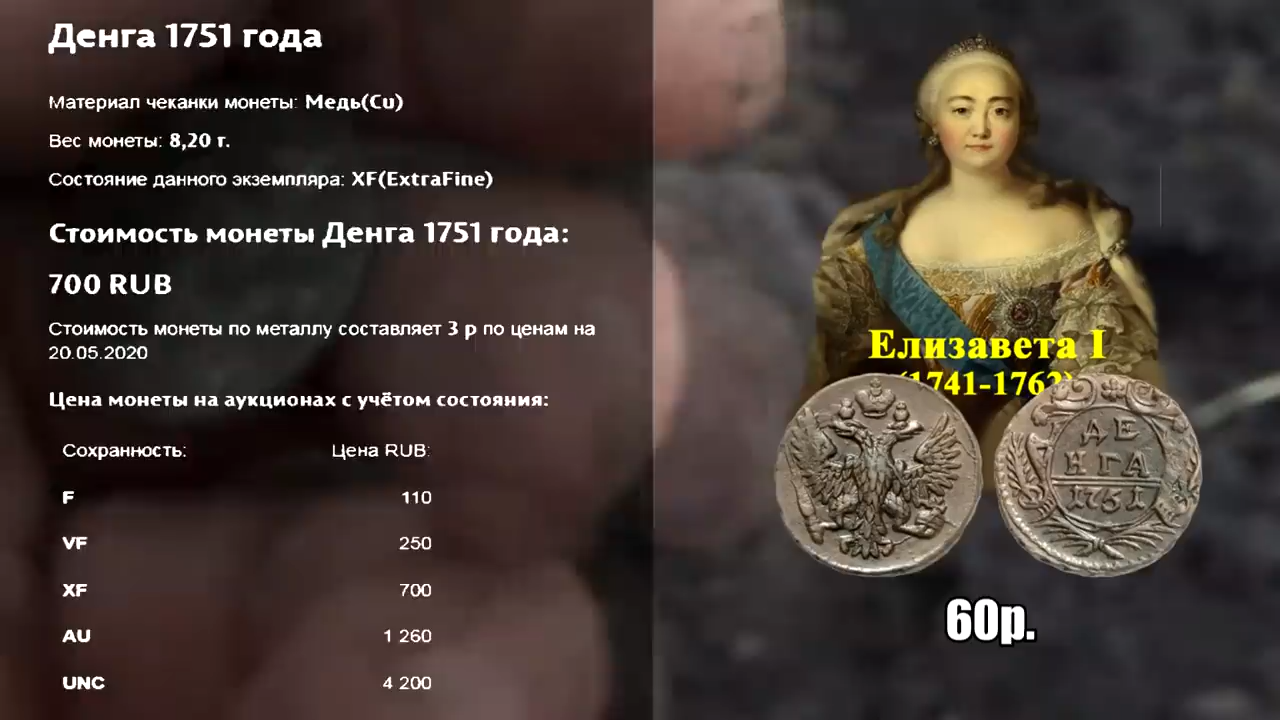 Денга 1751 года
Материал чеканки монеты: Медь(Cu)
Вес монеты: 8,20 г.
Состояние данного экземпляра: XF(ExtraFine)
Стоимость монеты Денга 1751 года:
700 RUB
Стоимость монеты по металлу составляет 3 р по ценам на
20.05.2020
Цена монеты на аукционах с учётом состояния:
Сохранность: Цена RUB:
F 110
VF 250
XF 700
AU 1 260
UNC 4 200
Елизавета I
(1741-1762)
ДЕ
НГА
1751
60р.